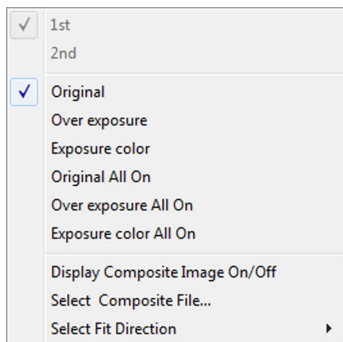 1st
2nd
Original
Over exposure
Exposure color
Original All On
Over exposure All On
Exposure color All On
Display Composite Image On/Off
Select  Composite File...
Select Fit Direction